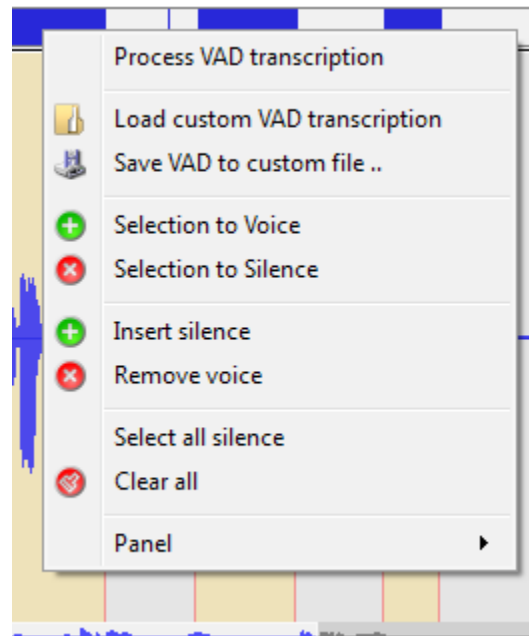 Process VAD transcription
Load custom VAD transcription
Save VAD to custom file ..
Selection to Voice
Selection to Silence
Insert silence
Remove voice
Select all silence
Clear all
Panel